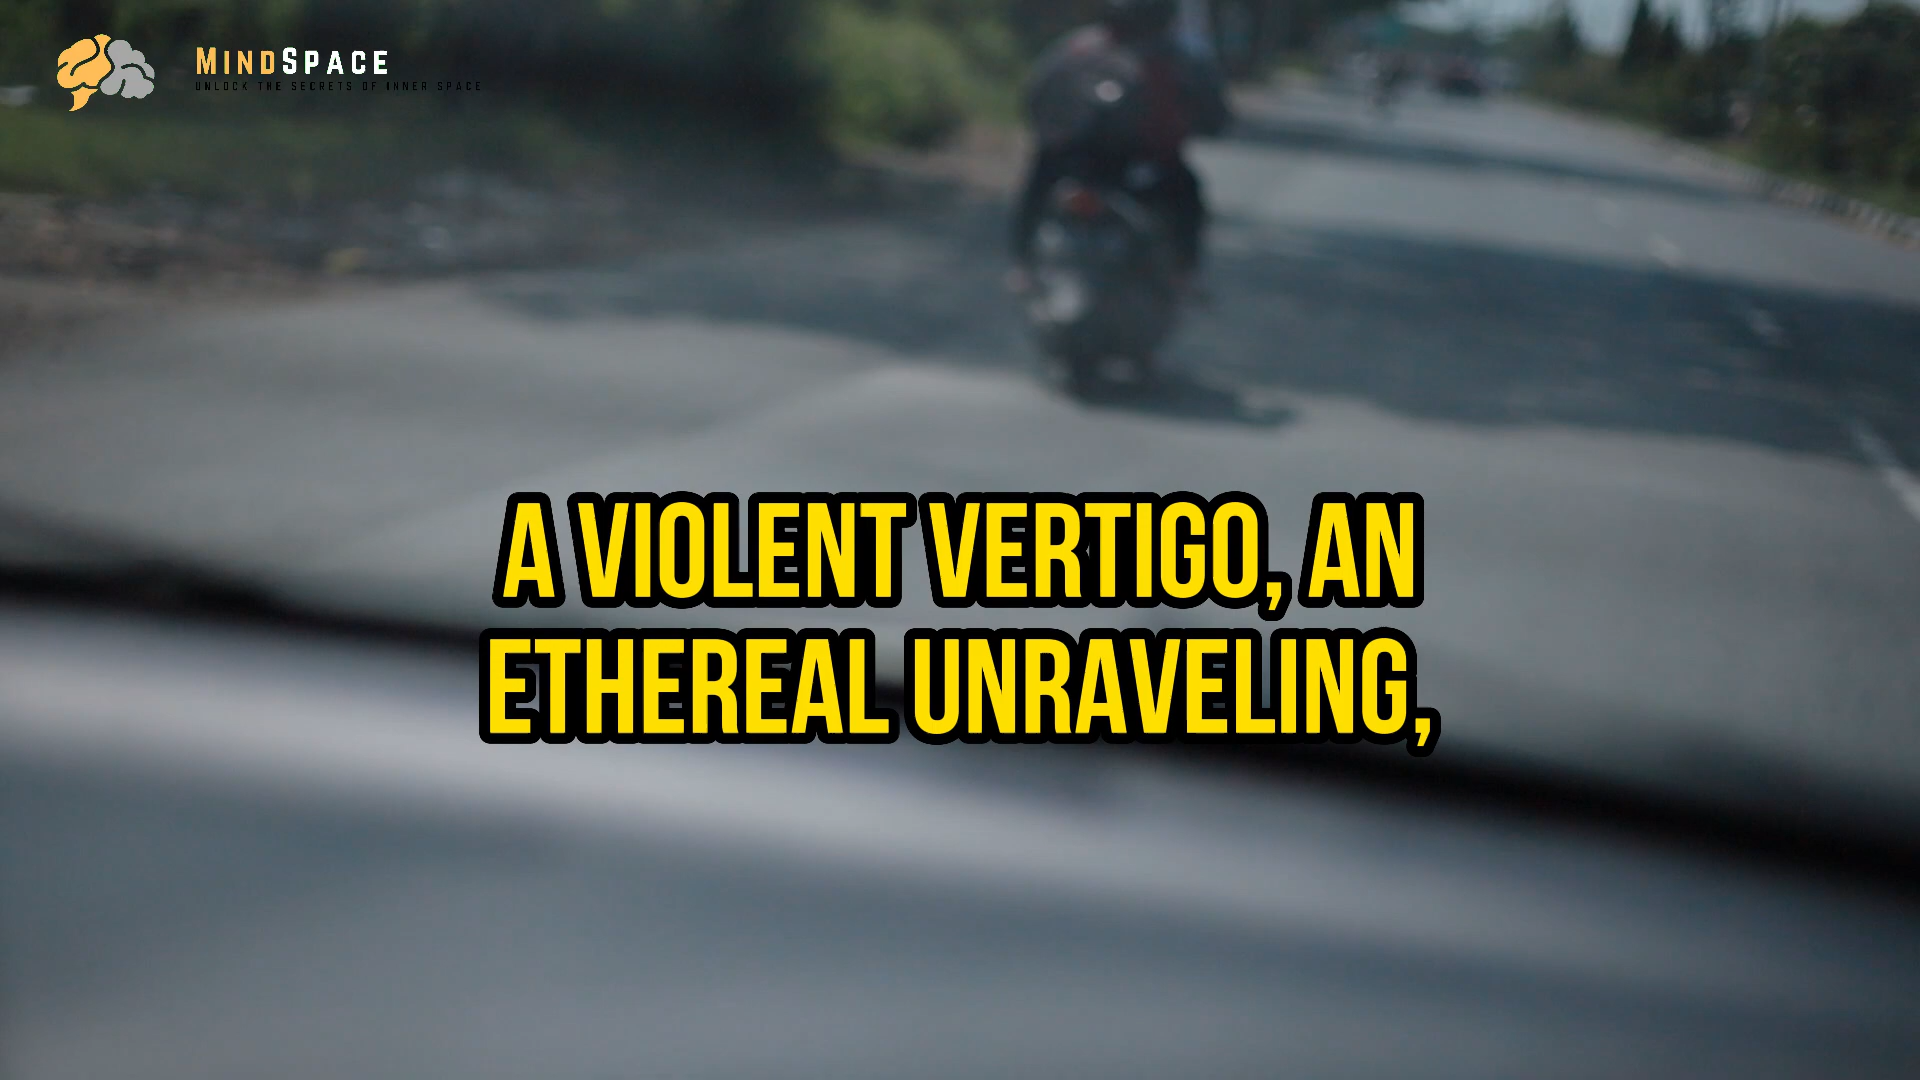 MINDSPACE
UNLOCK THE SECRETS OF INNER SPACE
A VIOLENT VERTIGO, AN
ETHEREAL UNRAVELING,